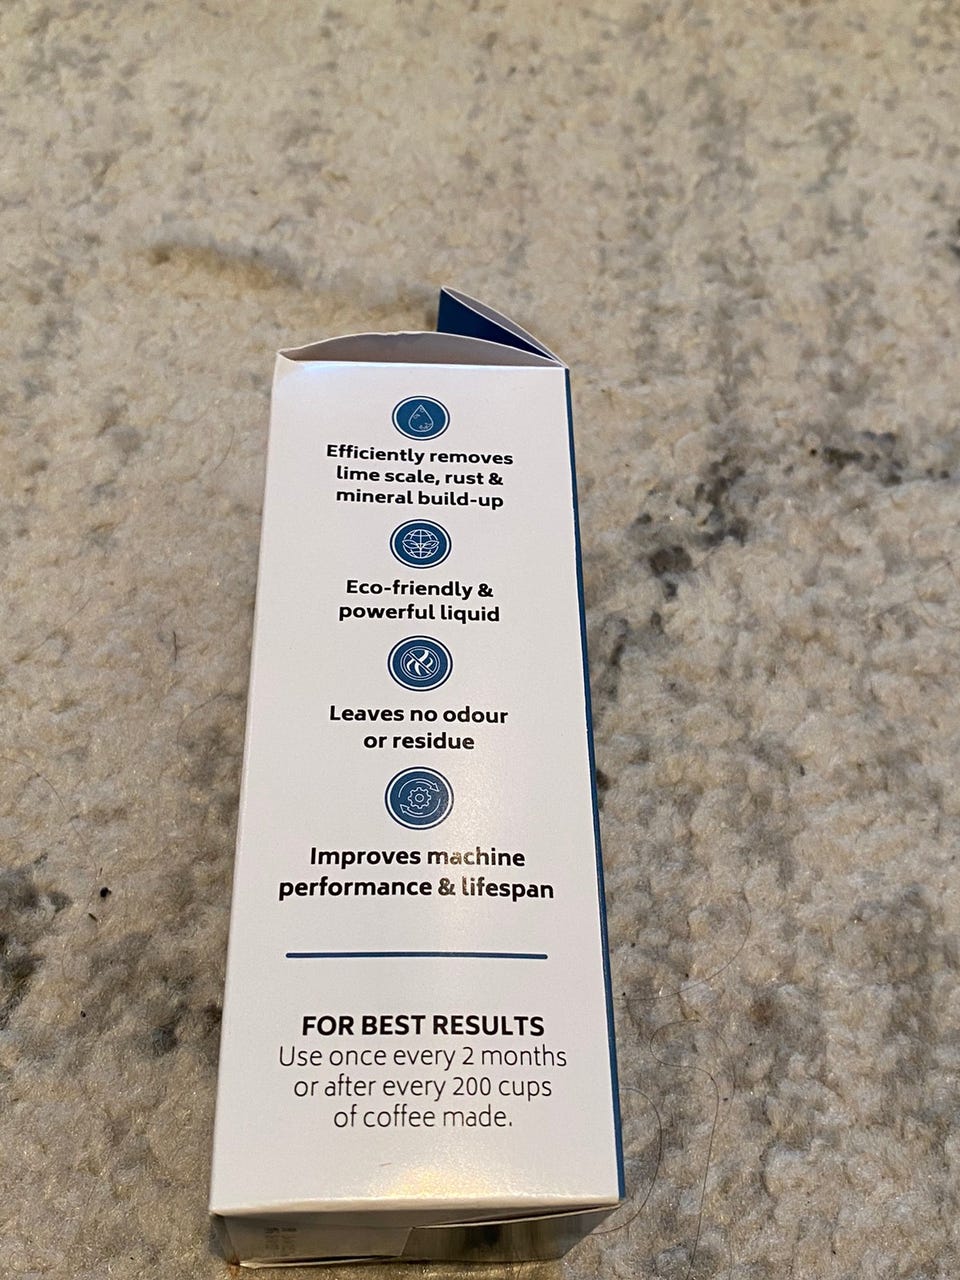 Efficiently removes
lime scale, rust &
mineral build-up
Eco-friendly &
powerful liquid
Leaves no odour
or residue
Improves machine
performance & lifespan
FOR BEST RESULTS
Use once every 2 months
or after every 200 cups
of coffee made.